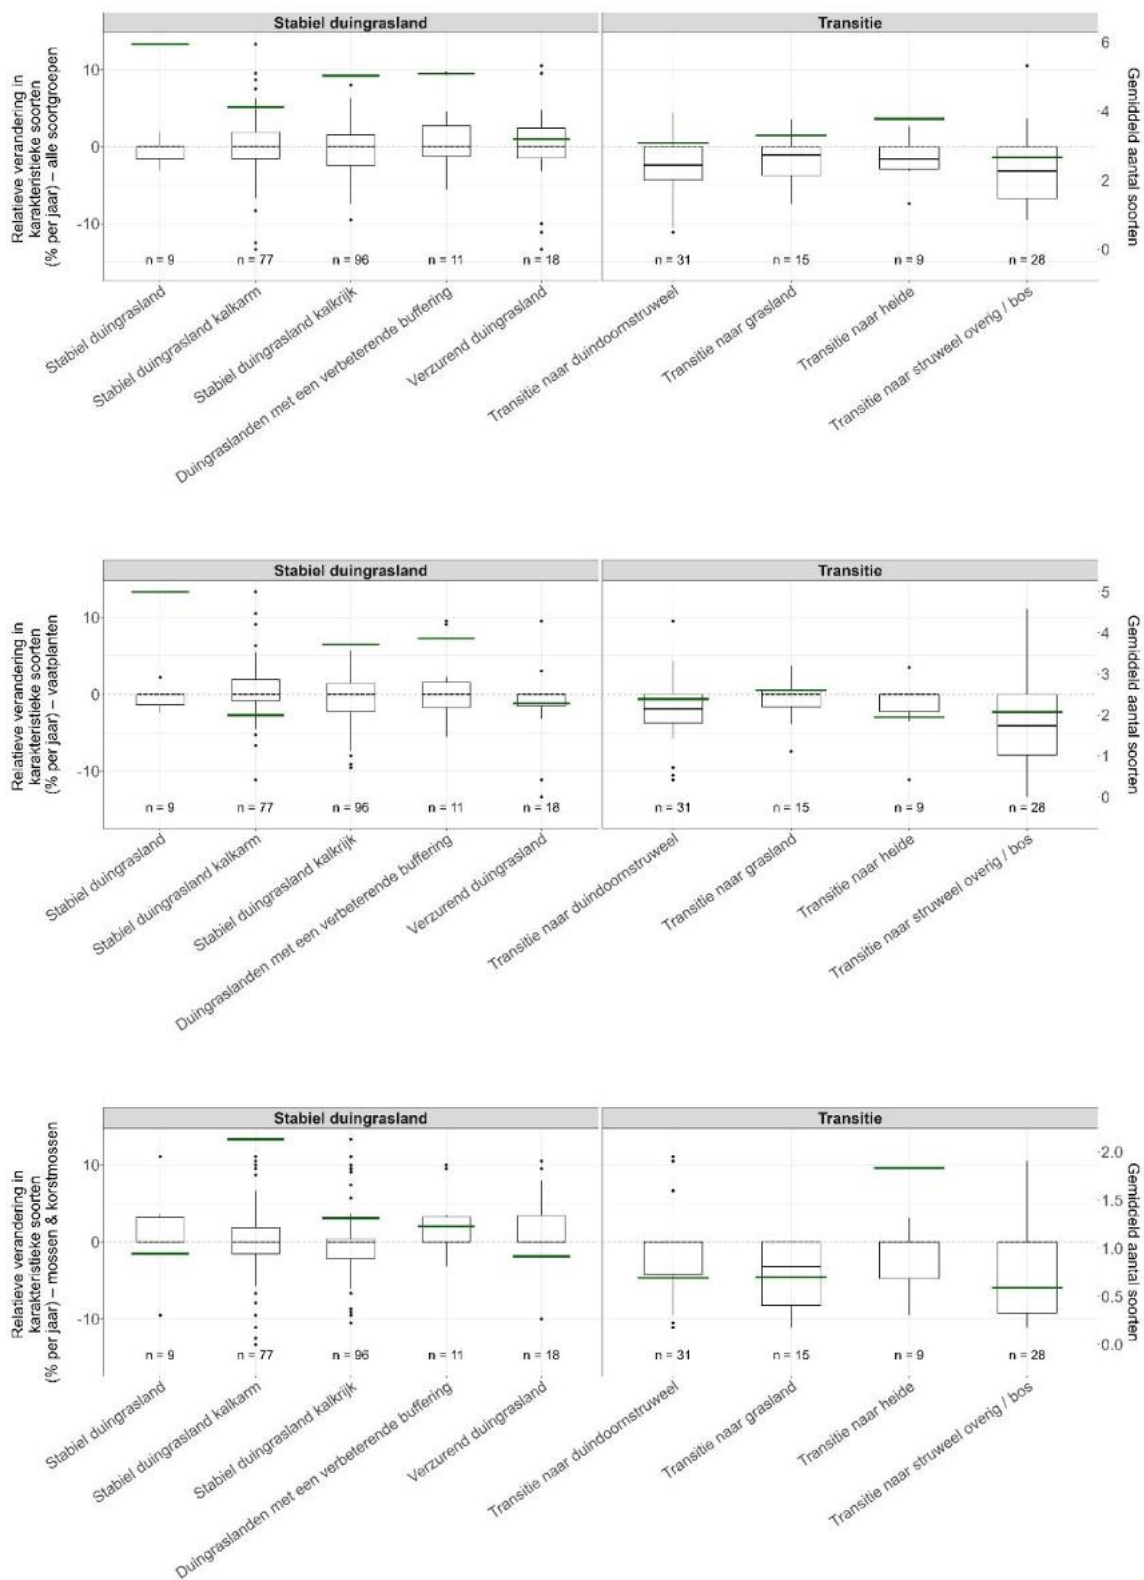 Stabiel duingrasland
Transitie
Relatieve verandering in
karakteristieke soorten
(% per jaar) – alle soortgroepen
10
0
-10
6
4
2
0
Gemiddeld aantal soorten
n = 9
n = 77
n = 96
n = 11
n = 18
n = 31
n = 15
n = 9
n = 28
Stabiel duingrasland
Stabiel duingrasland kalkarm
Stabiel duingrasland kalkrijk
Duingraslanden met een verbeterende buffering
Verzurend duingrasland
Transitie naar duindoornstruweel
Transitie naar grasland
Transitie naar heide
Transitie naar struweel overig / bos
Stabiel duingrasland
Transitie
Relatieve verandering in
karakteristieke soorten
(% per jaar) – vaatplanten
10
0
-10
5
4
3
2
1
0
Gemiddeld aantal soorten
n = 9
n = 77
n = 96
n = 11
n = 18
n = 31
n = 15
n = 9
n = 28
Stabiel duingrasland
Stabiel duingrasland kalkarm
Stabiel duingrasland kalkrijk
Duingraslanden met een verbeterende buffering
Verzurend duingrasland
Transitie naar duindoornstruweel
Transitie naar grasland
Transitie naar heide
Transitie naar struweel overig / bos
Stabiel duingrasland
Transitie
Relatieve verandering in
karakteristieke soorten
(% per jaar) – mossen & korstmossen
10
0
-10
2.0
1.5
1.0
0.5
0.0
Gemiddeld aantal soorten
n = 9
n = 77
n = 96
n = 11
n = 18
n = 31
n = 15
n = 9
n = 28
Stabiel duingrasland
Stabiel duingrasland kalkarm
Stabiel duingrasland kalkrijk
Duingraslanden met een verbeterende buffering
Verzurend duingrasland
Transitie naar duindoornstruweel
Transitie naar grasland
Transitie naar heide
Transitie naar struweel overig / bos